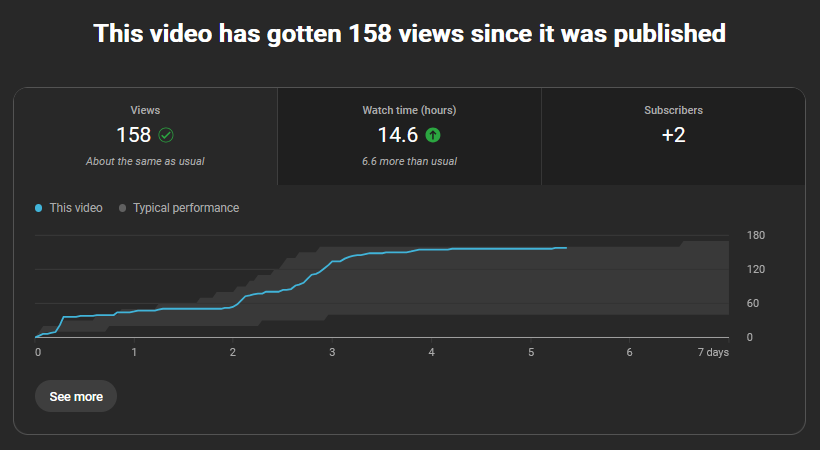 This video has gotten 158 views since it was published
Views
158
About the same as usual
Watch time (hours)
14.6
6.6 more than usual
Subscribers
+2
This video
Typical performance
180
120
60
0
0 1 2 3 4 5 6 7 days
See more